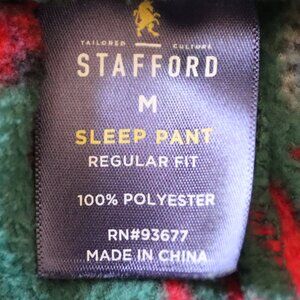 TAILORED CULTURE
STAFFORD
M
SLEEP PANT
REGULAR FIT
100% POLYESTER
RN#93677
MADE IN CHINA